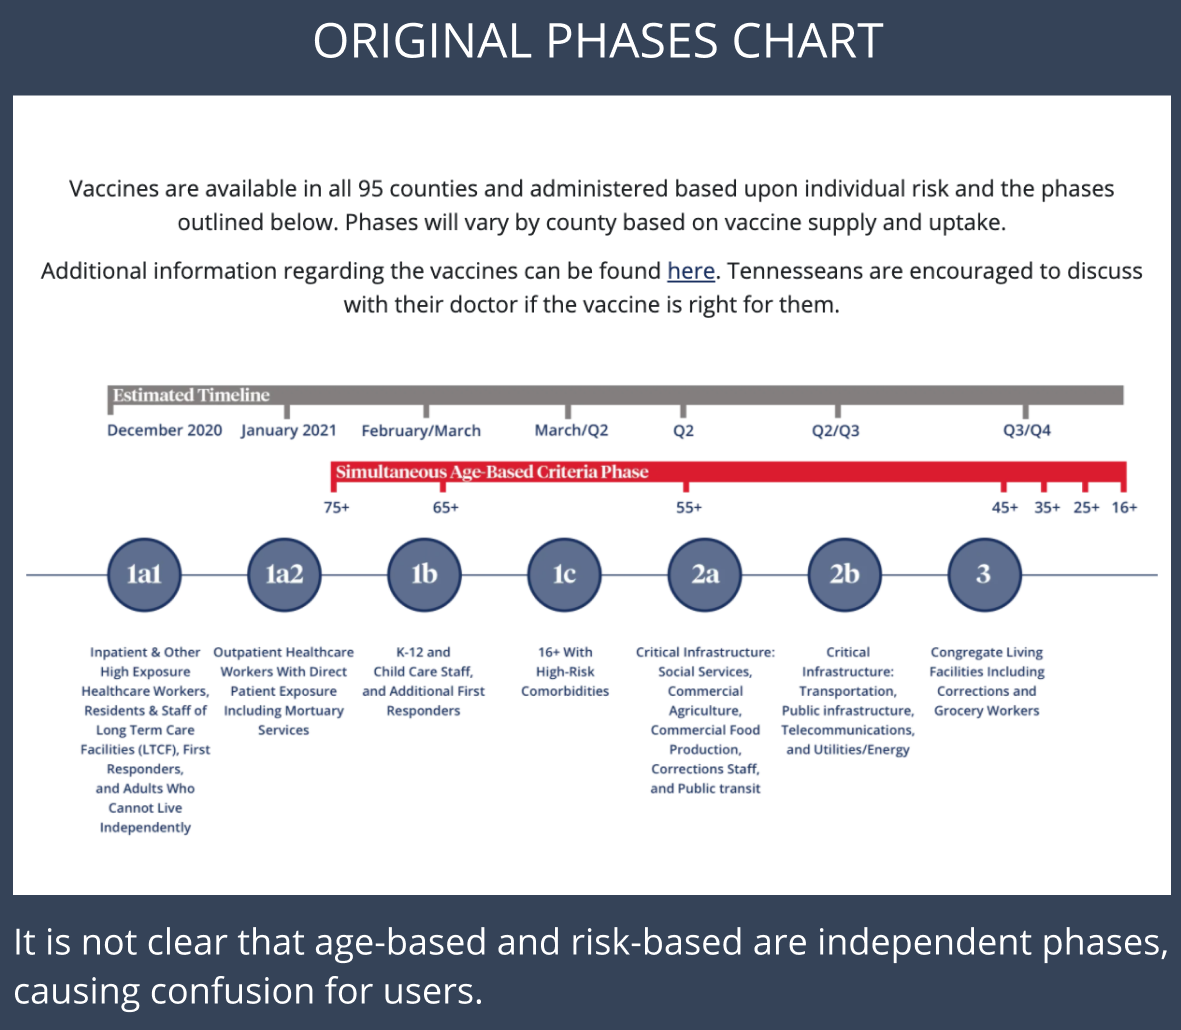 ORIGINAL PHASES CHART
Vaccines are available in all 95 counties and administered based upon individual risk and the phases
outlined below. Phases will vary by county based on vaccine supply and uptake.
Additional information regarding the vaccines can be found here. Tennesseans are encouraged to discuss
with their doctor if the vaccine is right for them.
Estimated Timeline
December 2020 January 2021 February/March March/Q2 Q2 Q2/Q3 Q3/Q4
Simultaneous Age-Based Criteria Phase
75+ 65+ 55+ 45+ 35+ 25+ 16+
1a1 1a2 1b 1c 2a 2b 3
Inpatient & Other
High Exposure
Healthcare Workers,
Residents & Staff of
Long Term Care
Facilities (LTCF), First
Responders,
and Adults Who
Cannot Live
Independently
Outpatient Healthcare
Workers With Direct
Patient Exposure
Including Mortuary
Services
K-12 and
Child Care Staff,
and Additional First
Responders
16+ With
High-Risk
Comorbidities
Critical Infrastructure:
Social Services,
Commercial
Agriculture,
Commercial Food
Production,
Corrections Staff,
and Public transit
Critical
Infrastructure:
Transportation,
Public infrastructure,
Telecommunications,
and Utilities/Energy
Congregate Living
Facilities Including
Corrections and
Grocery Workers
It is not clear that age-based and risk-based are independent phases,
causing confusion for users.